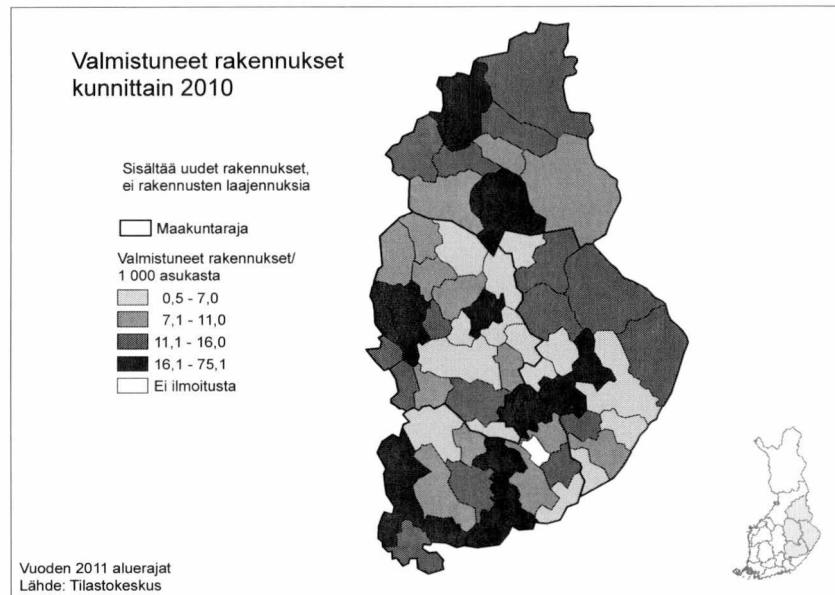 Valmistuneet rakennukset
kunnittain 2010
Sisältää uudet rakennukset,
ei rakennusten laajennuksia
Maakuntaraja
Valmistuneet rakennukset/
1 000 asukasta
0,5 - 7,0
7,1 - 11,0
11,1 - 16,0
16,1 - 75,1
Ei ilmoitusta
Vuoden 2011 aluerajat
Lähde: Tilastokeskus